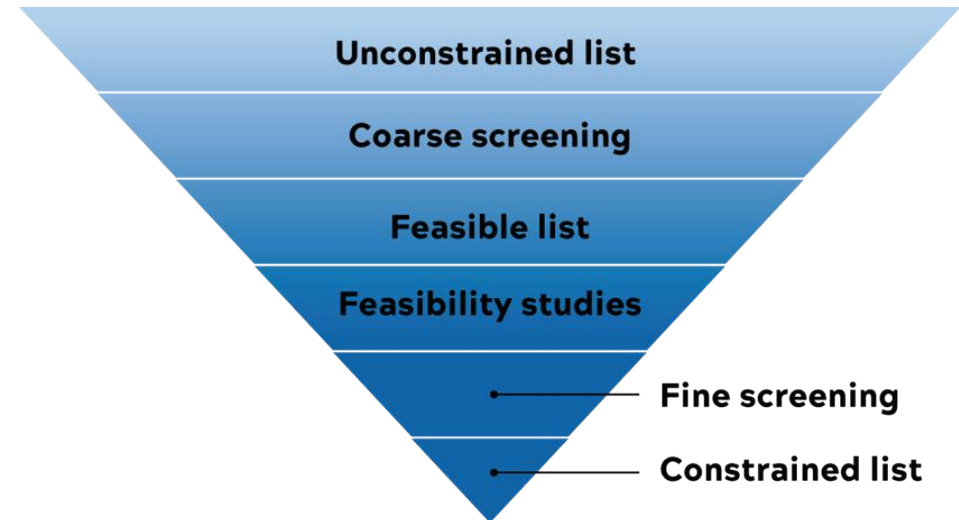 Unconstrained list
Coarse screening
Feasible list
Feasibility studies
Fine screening
Constrained list